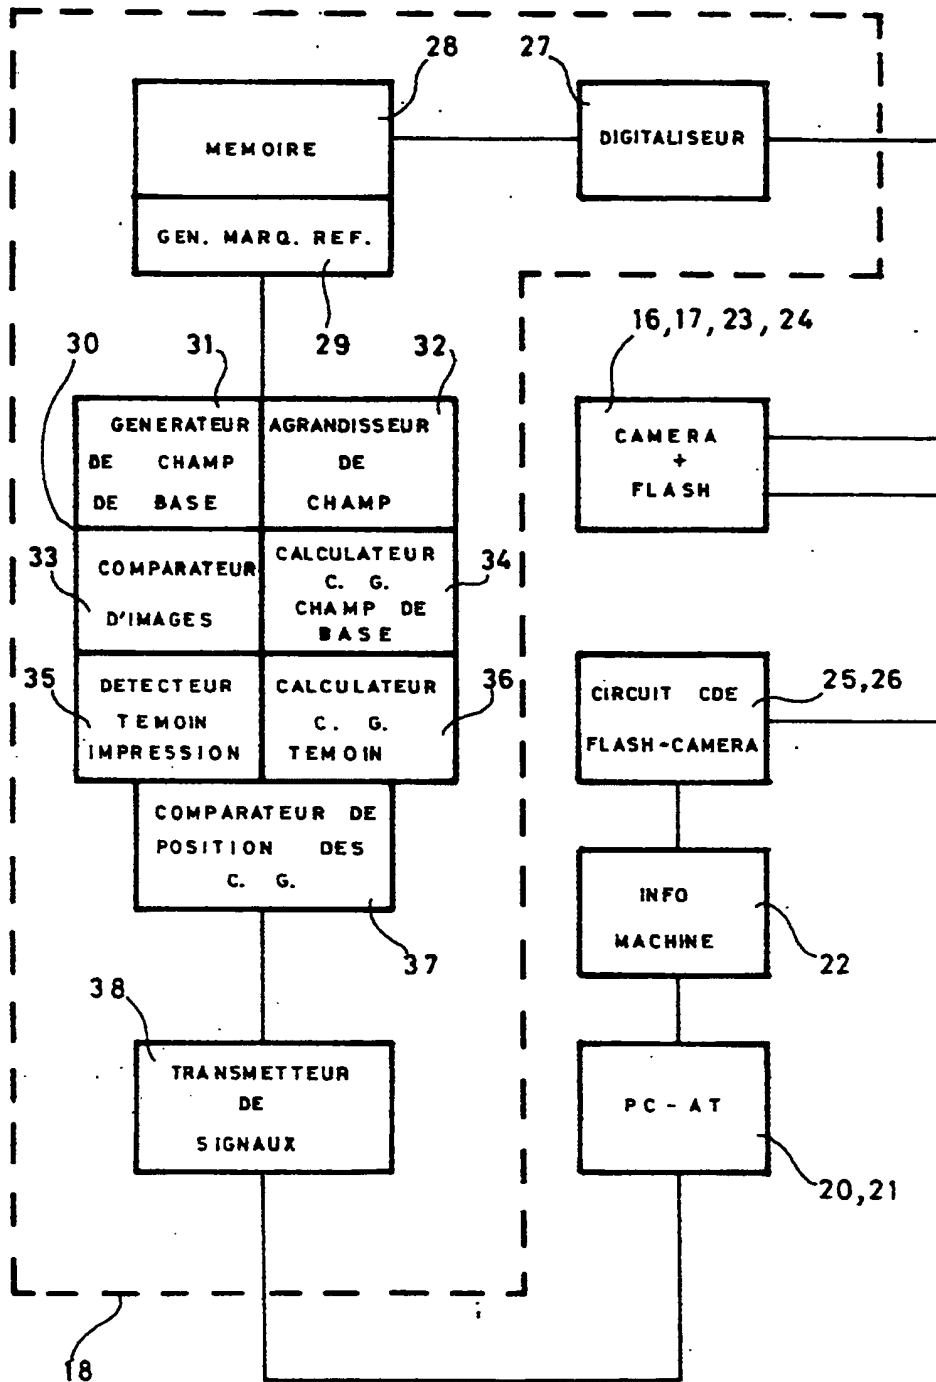 28
27
MEMOIRE
DIGITALISEUR
GEN. MARQ. REF.
16,17,23,24
30
31
29
32
GENERATEUR
DE CHAMP
DE BASE
AGRANDISSEUR
DE
CHAMP
CAMERA
+
FLASH
33
COMPARATEUR
D'IMAGES
CALCULATEUR
C. G.
CHAMP DE
BASE
34
35
DETECTEUR
TEMOIN
IMPRESSION
CALCULATEUR
C. G.
TEMOIN
36
CIRCUIT CDE
FLASH-CAMERA
25,26
COMPARATEUR DE
POSITION DES
C. G.
37
INFO
MACHINE
22
38
TRANSMETTEUR
DE
SIGNAUX
PC-AT
20,21
18